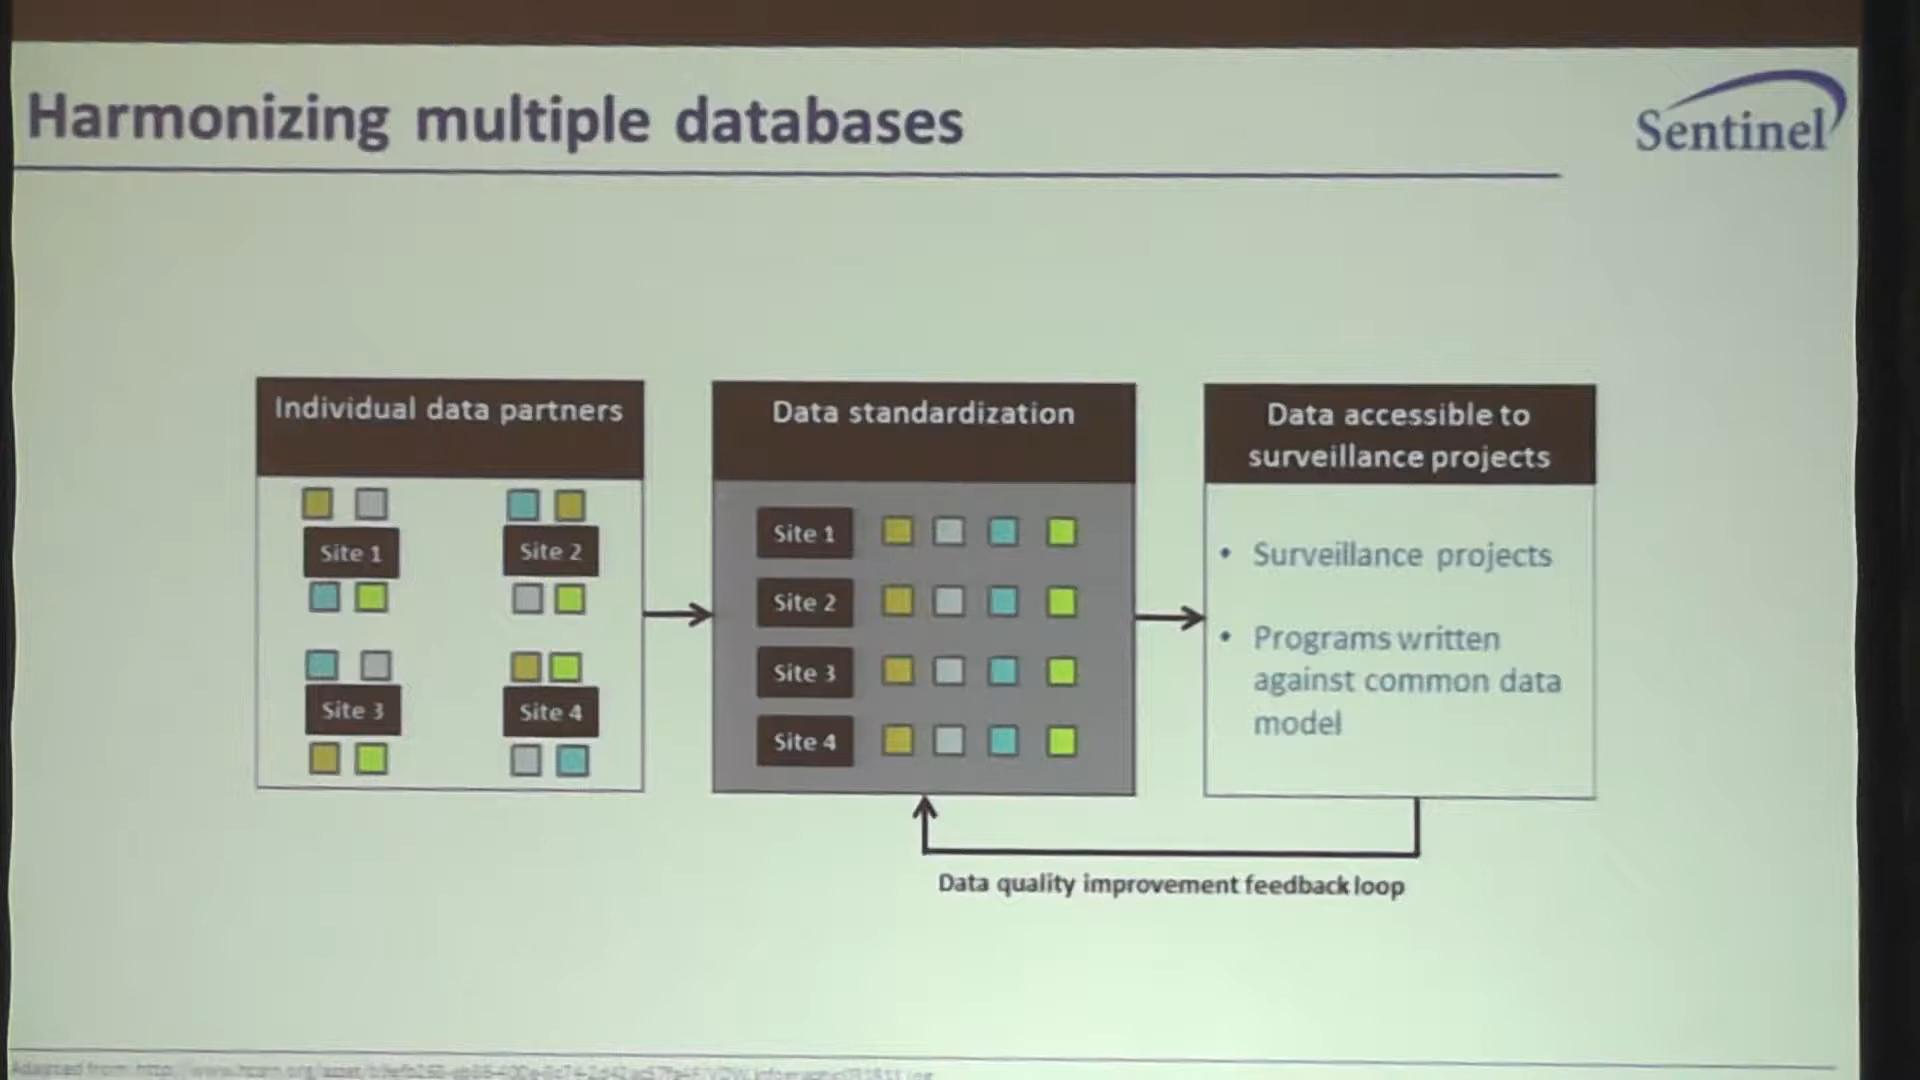 Harmonizing multiple databases
Sentinel
Individual data partners
Site 1
Site 2
Site 3
Site 4
Data standardization
Site 1
Site 2
Site 3
Site 4
Data accessible to
surveillance projects
• Surveillance projects
• Programs written
against common data
model
Data quality improvement feedback loop
Adapted from: